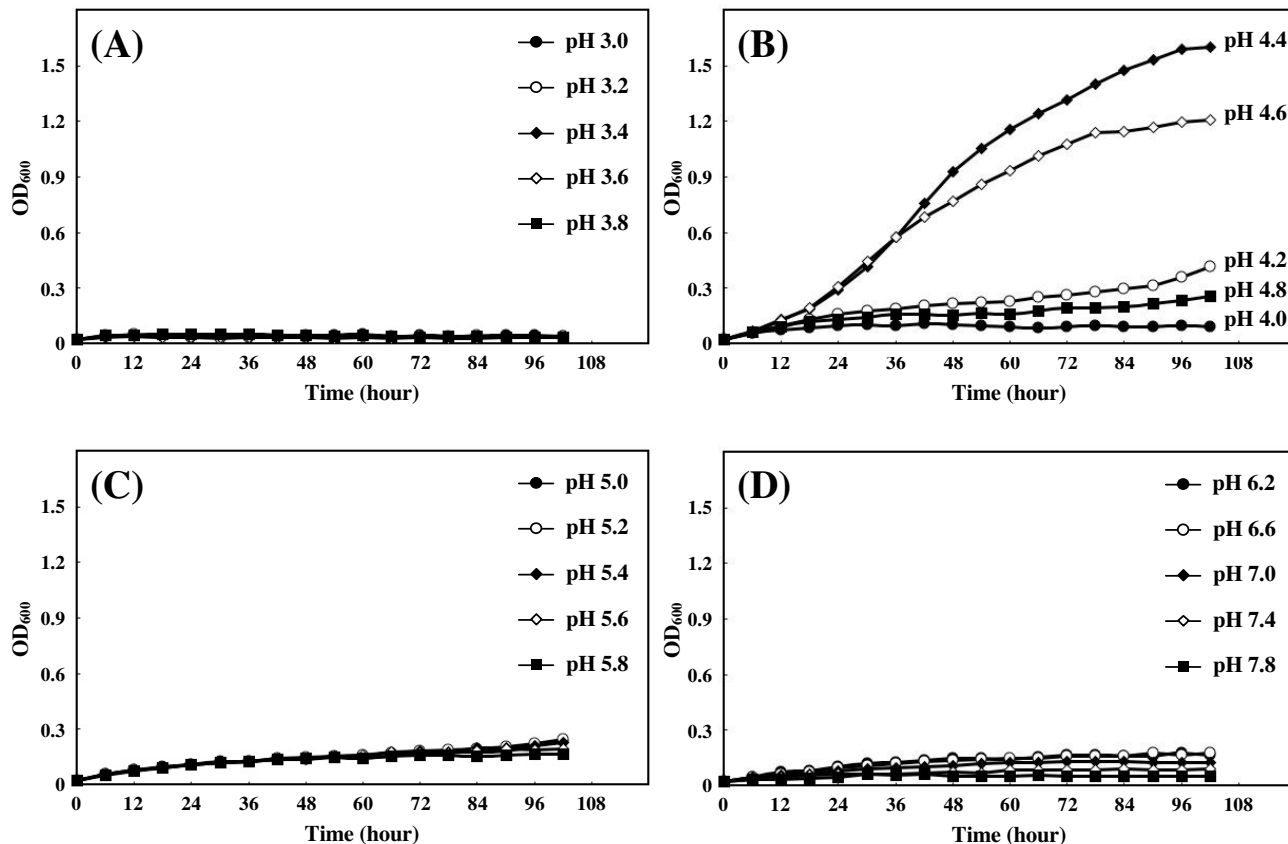 (A)
pH 3.0
pH 3.2
pH 3.4
pH 3.6
pH 3.8
OD600
1.5
1.2
0.9
0.6
0.3
0
0 12 24 36 48 60 72 84 96 108
Time (hour)
(B)
pH 4.4
pH 4.6
pH 4.2
pH 4.8
pH 4.0
OD600
1.5
1.2
0.9
0.6
0.3
0
0 12 24 36 48 60 72 84 96 108
Time (hour)
(C)
pH 5.0
pH 5.2
pH 5.4
pH 5.6
pH 5.8
OD600
1.5
1.2
0.9
0.6
0.3
0
0 12 24 36 48 60 72 84 96 108
Time (hour)
(D)
pH 6.2
pH 6.6
pH 7.0
pH 7.4
pH 7.8
OD600
1.5
1.2
0.9
0.6
0.3
0
0 12 24 36 48 60 72 84 96 108
Time (hour)